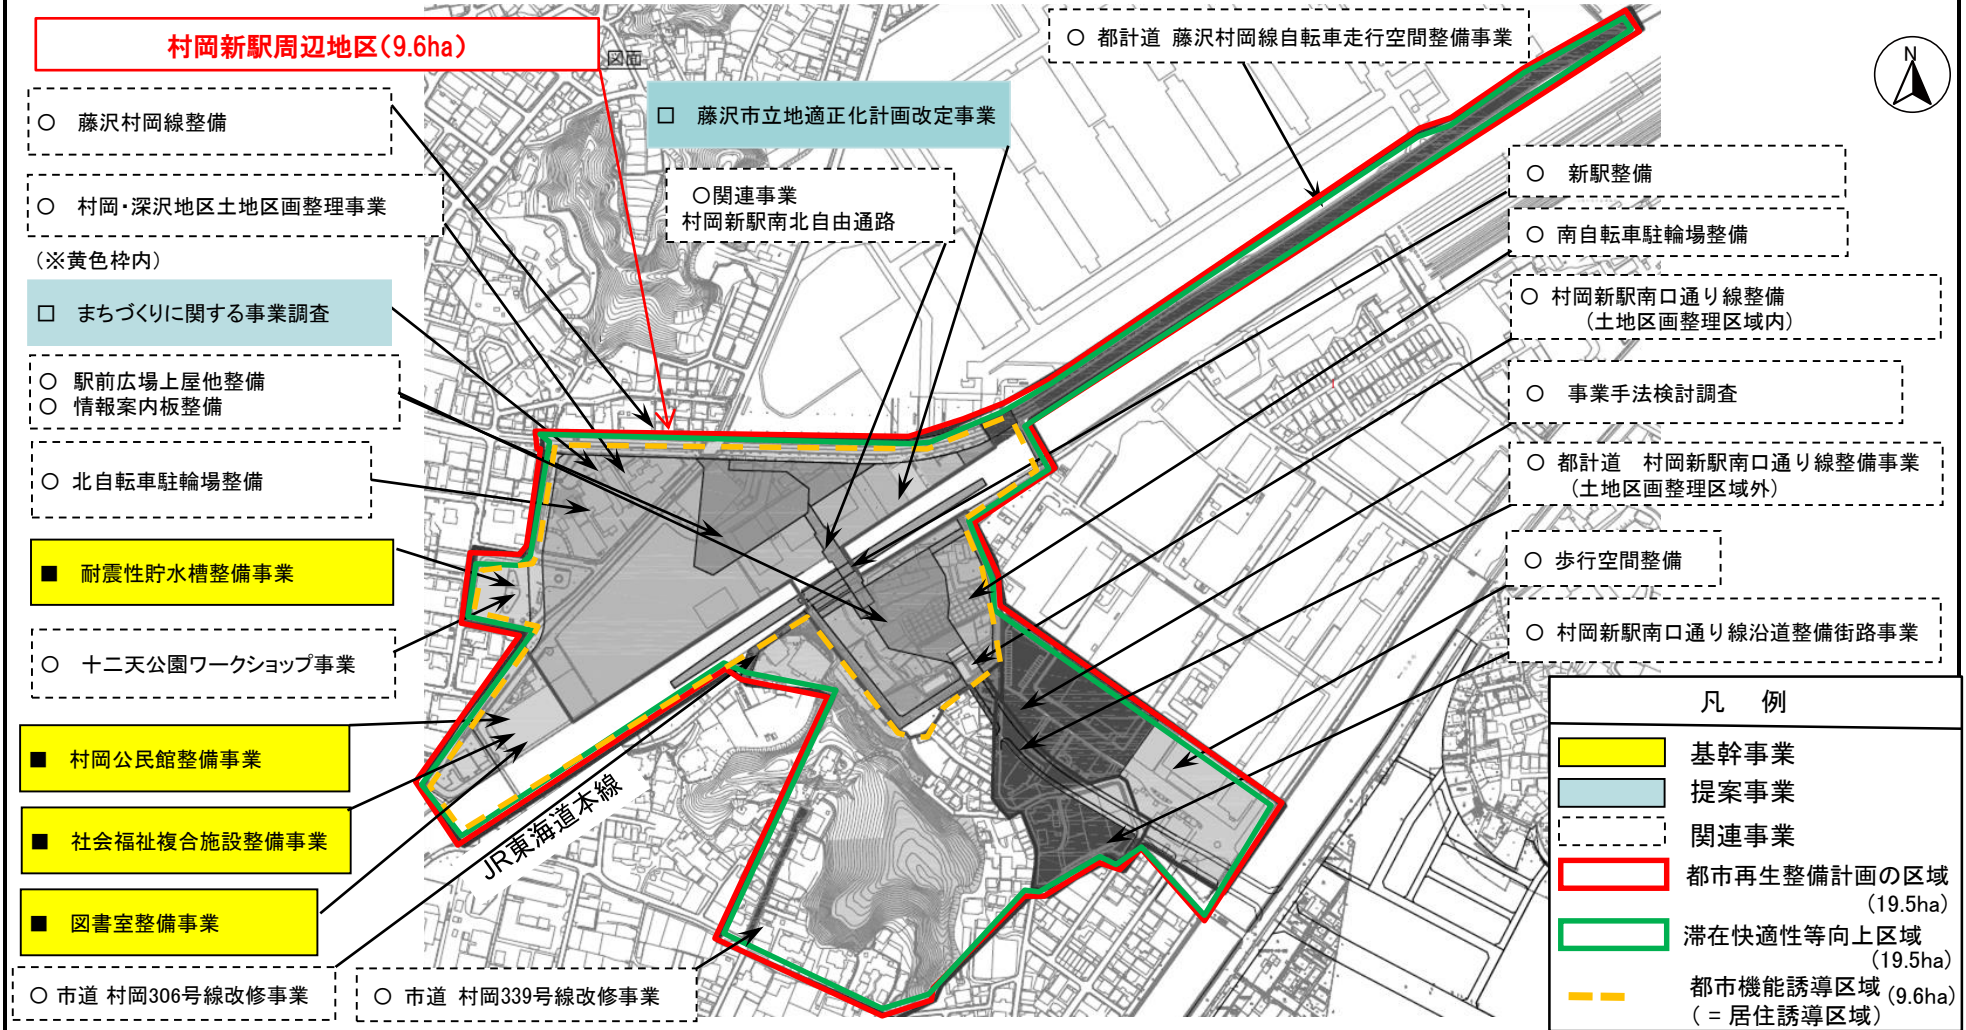 村岡新駅周辺地区(9.6ha)
図面
○ 都計道 藤沢村岡線自転車走行空間整備事業
N
○ 藤沢村岡線整備
□ 藤沢市立地適正化計画改定事業
○ 村岡・深沢地区土地区画整理事業
(※黄色枠内)
○関連事業
村岡新駅南北自由通路
□ まちづくりに関する事業調査
○ 駅前広場上屋他整備
○ 情報案内板整備
○ 北自転車駐輪場整備
■ 耐震性貯水槽整備事業
○ 十二天公園ワークショップ事業
■ 村岡公民館整備事業
■ 社会福祉複合施設整備事業
■ 図書室整備事業
○ 市道 村岡306号線改修事業
○ 市道 村岡339号線改修事業
JR東海道本線
○ 新駅整備
○ 南自転車駐輪場整備
○ 村岡新駅南口通り線整備
(土地区画整理区域内)
○ 事業手法検討調査
○ 都計道 村岡新駅南口通り線整備事業
(土地区画整理区域外)
○ 歩行空間整備
○ 村岡新駅南口通り線沿道整備街路事業
凡 例
基幹事業
提案事業
関連事業
都市再生整備計画の区域
(19.5ha)
滞在快適性等向上区域
(19.5ha)
都市機能誘導区域 (9.6ha)
(=居住誘導区域)